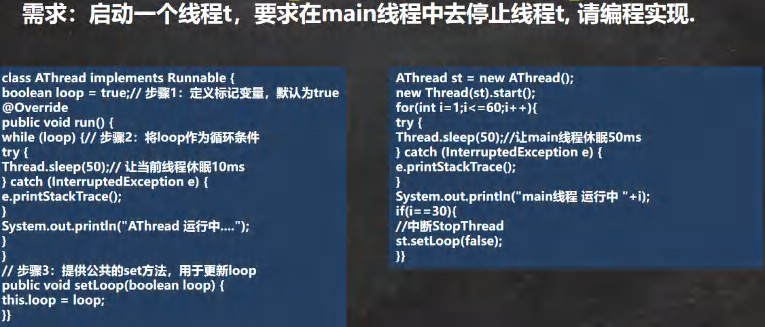 需求：启动一个线程t，要求在main线程中去停止线程t, 请编程实现.
class AThread implements Runnable {
boolean loop = true;// 步骤1：定义标记变量，默认为true
@Override
public void run() {
while (loop) {// 步骤2：将loop作为循环条件
try {
Thread.sleep(50);// 让当前线程休眠10ms
} catch (InterruptedException e) {
e.printStackTrace();
}
System.out.println("AThread 运行中....");
}
}
// 步骤3：提供公共的set方法，用于更新loop
public void setLoop(boolean loop) {
this.loop = loop;
}}
AThread st = new AThread();
new Thread(st).start();
for(int i=1;i<=60;i++){
try {
Thread.sleep(50);//让main线程休眠50ms
} catch (InterruptedException e) {
e.printStackTrace();
}
System.out.println("main线程 运行中 "+i);
if(i==30){
//中断StopThread
st.setLoop(false);
}}